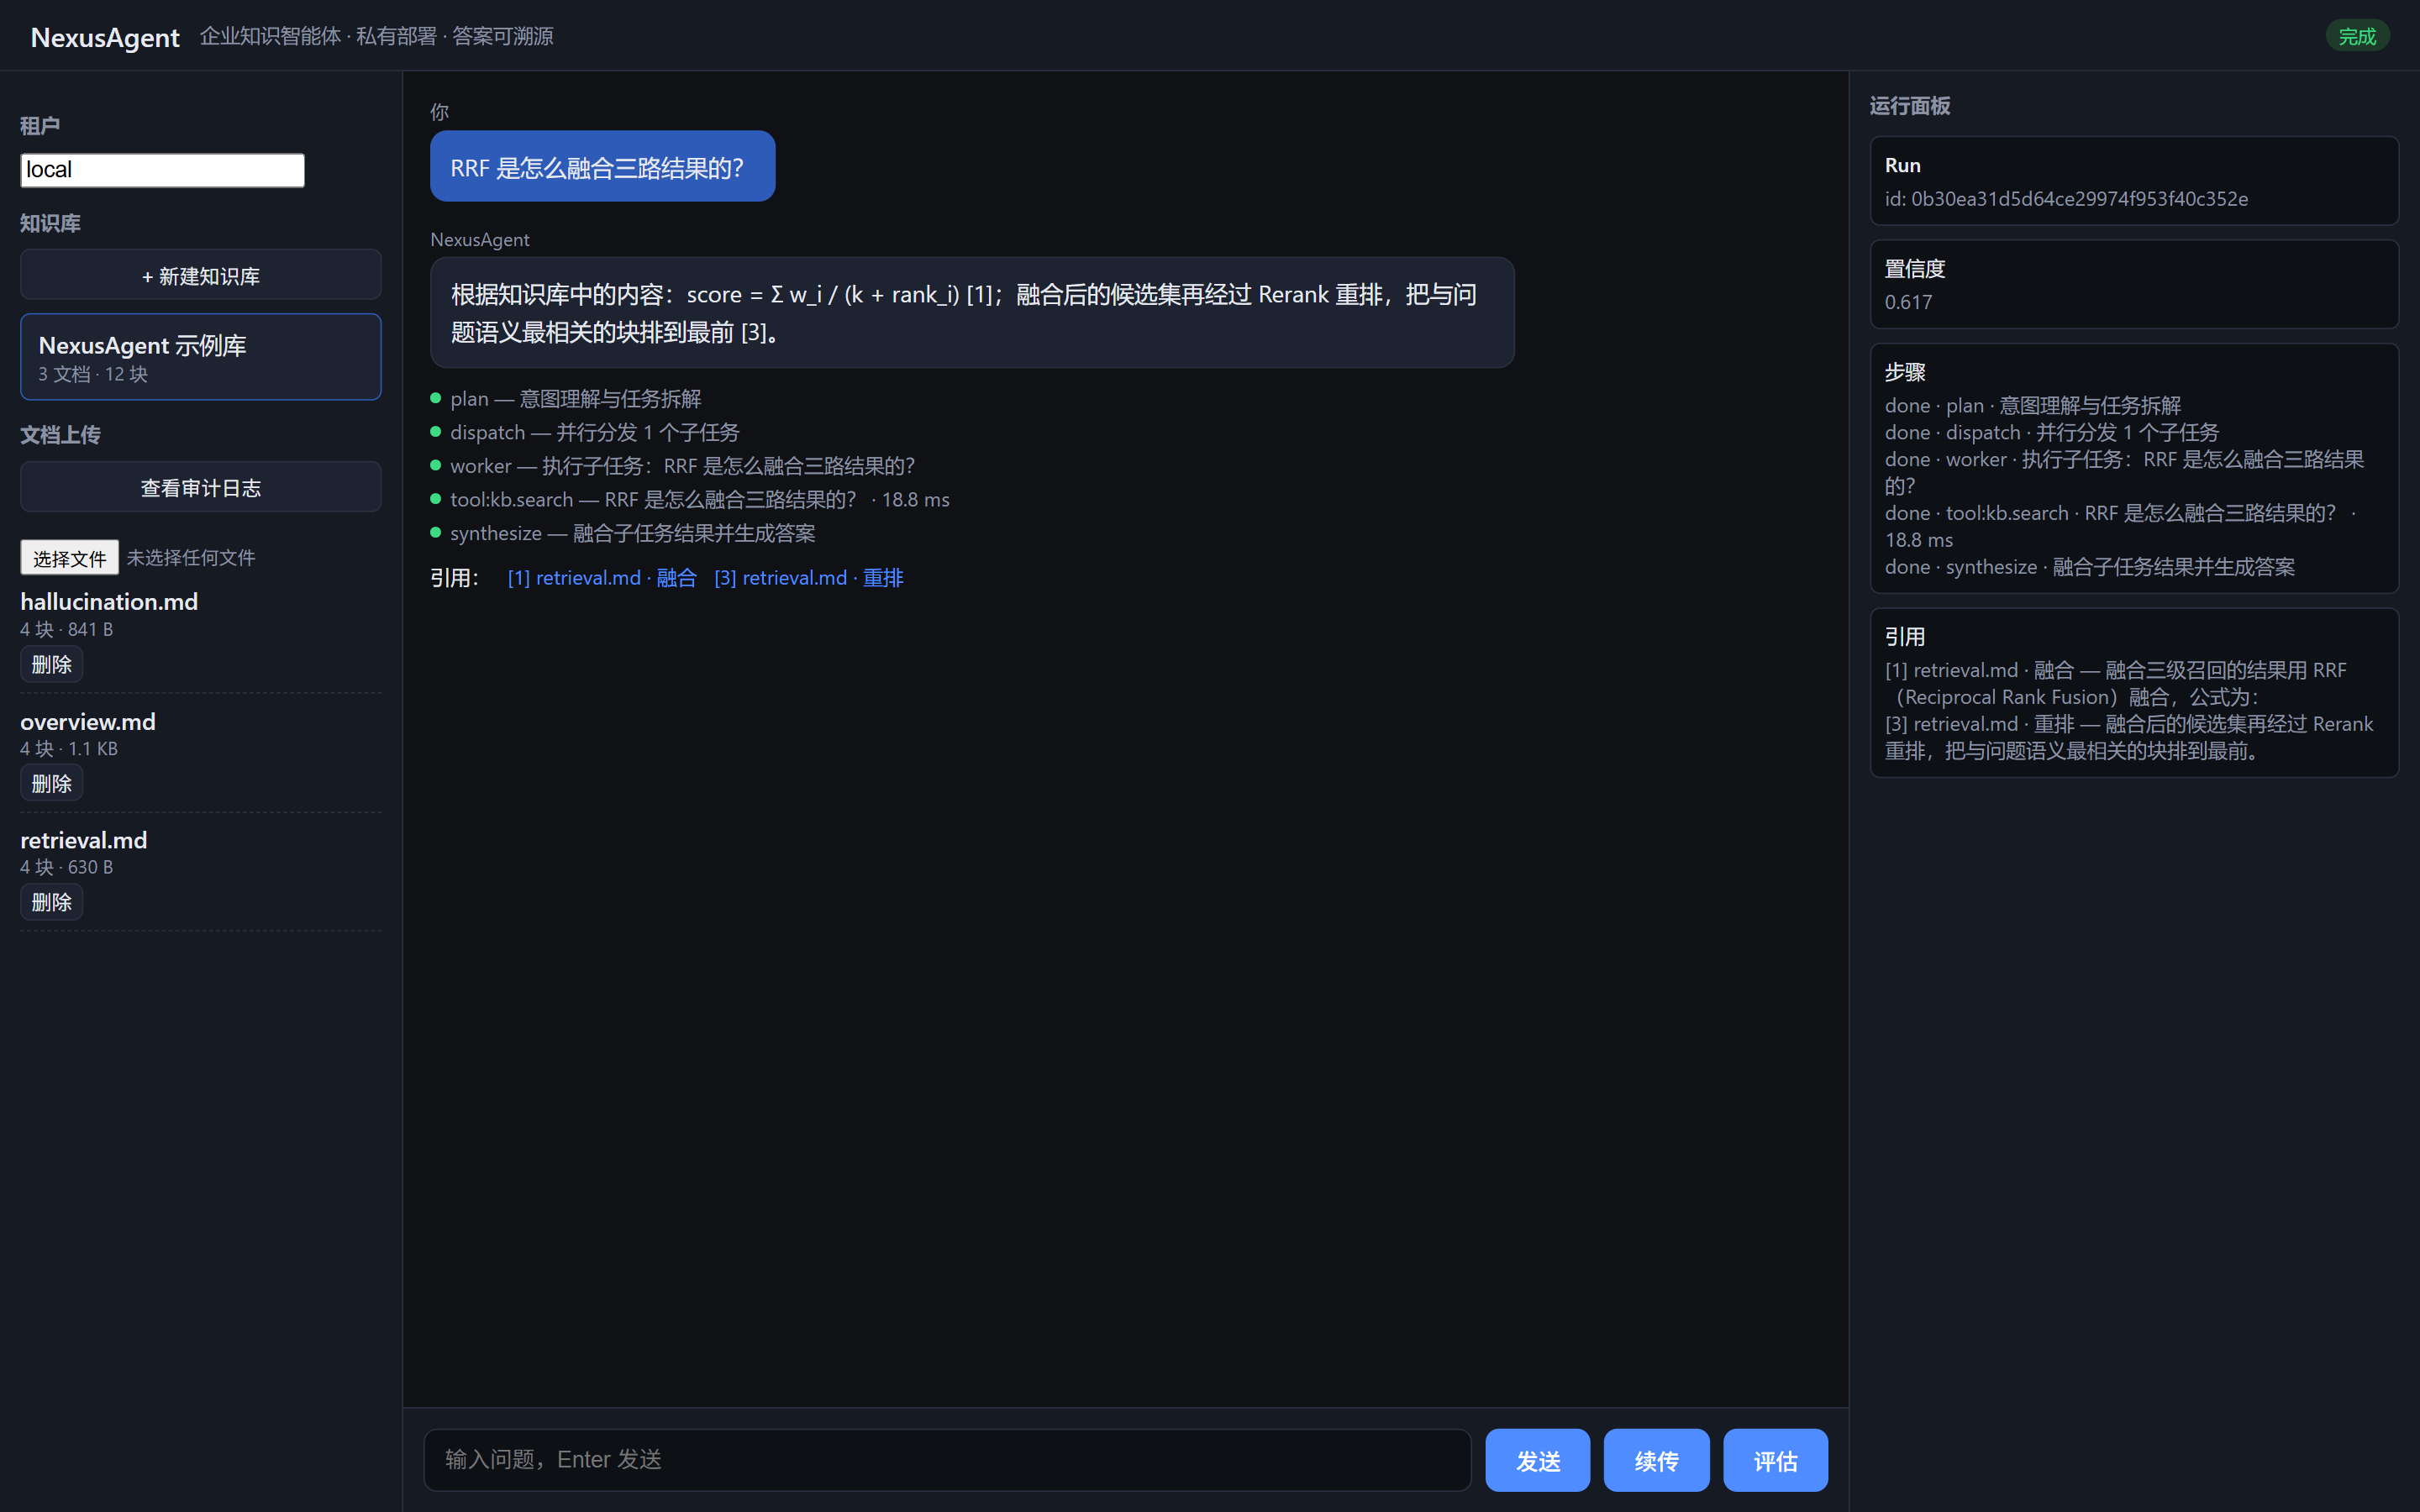 NexusAgent 企业知识智能体 · 私有部署 · 答案可溯源
完成
租户
local
知识库
+ 新建知识库
NexusAgent 示例库
3 文档 · 12 块
文档上传
查看审计日志
选择文件 未选择任何文件
hallucination.md
4 块 · 841 B
删除
overview.md
4 块 · 1.1 KB
删除
retrieval.md
4 块 · 630 B
删除
你
RRF 是怎么融合三路结果的？
NexusAgent
根据知识库中的内容：score = Σ w_i / (k + rank_i) [1]；融合后的候选集再经过 Rerank 重排，把与问
题语义最相关的块排到最前 [3]。
plan — 意图理解与任务拆解
dispatch — 并行分发 1 个子任务
worker — 执行子任务：RRF 是怎么融合三路结果的？
tool:kb.search — RRF 是怎么融合三路结果的？ · 18.8 ms
synthesize — 融合子任务结果并生成答案
引用： [1] retrieval.md · 融合 [3] retrieval.md · 重排
输入问题，Enter 发送
发送
续传
评估
运行面板
Run
id: 0b30ea31d5d64ce29974f953f40c352e
置信度
0.617
步骤
done · plan · 意图理解与任务拆解
done · dispatch · 并行分发 1 个子任务
done · worker · 执行子任务：RRF 是怎么融合三路结果
的？
done · tool:kb.search · RRF 是怎么融合三路结果的？ ·
18.8 ms
done · synthesize · 融合子任务结果并生成答案
引用
[1] retrieval.md · 融合 — 融合三级召回的结果用 RRF
（Reciprocal Rank Fusion）融合，公式为：
[3] retrieval.md · 重排 — 融合后的候选集再经过 Rerank
重排，把与问题语义最相关的块排到最前。